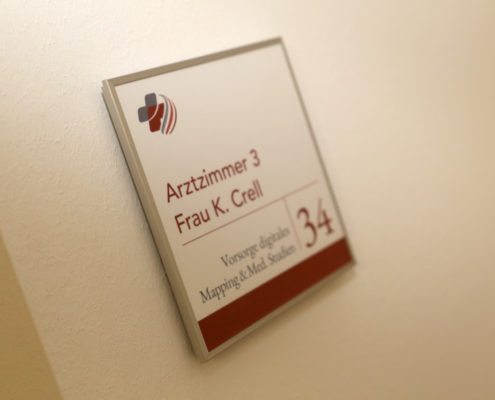 Arztzimmer 3
Frau K. Crell
Vorsorge digitales
Mapping & Med. Studien
34